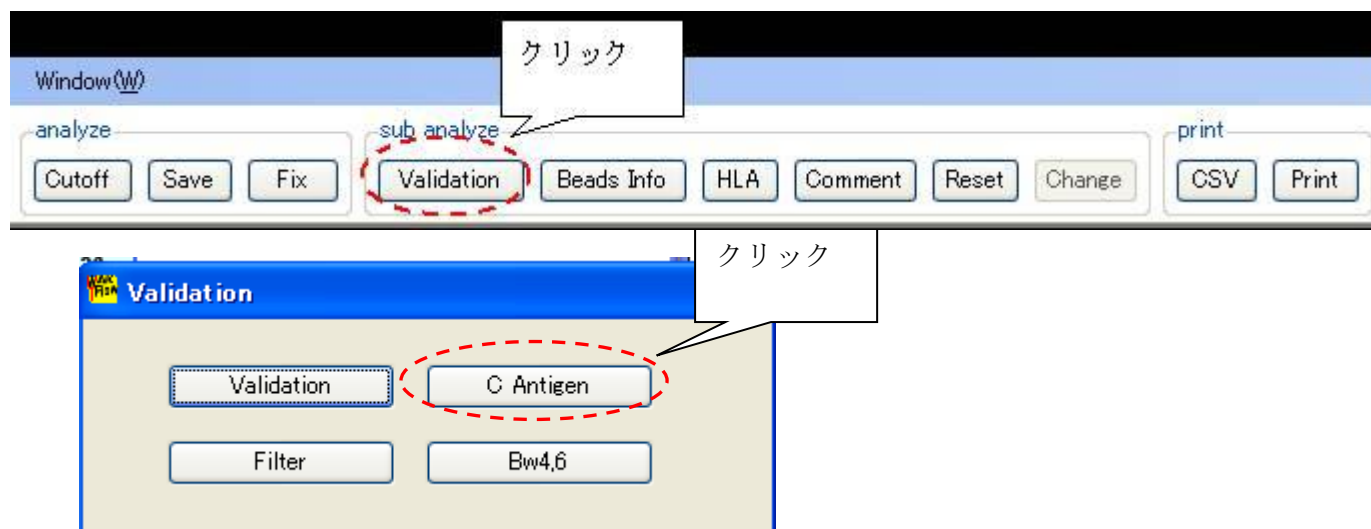 クリック
Window(W)
analyze
sub analyze
print
Cutoff Save Fix Validation Beads Info HLA Comment Reset Change CSV Print
クリック
Validation
Validation C Antigen
Filter Bw4,6